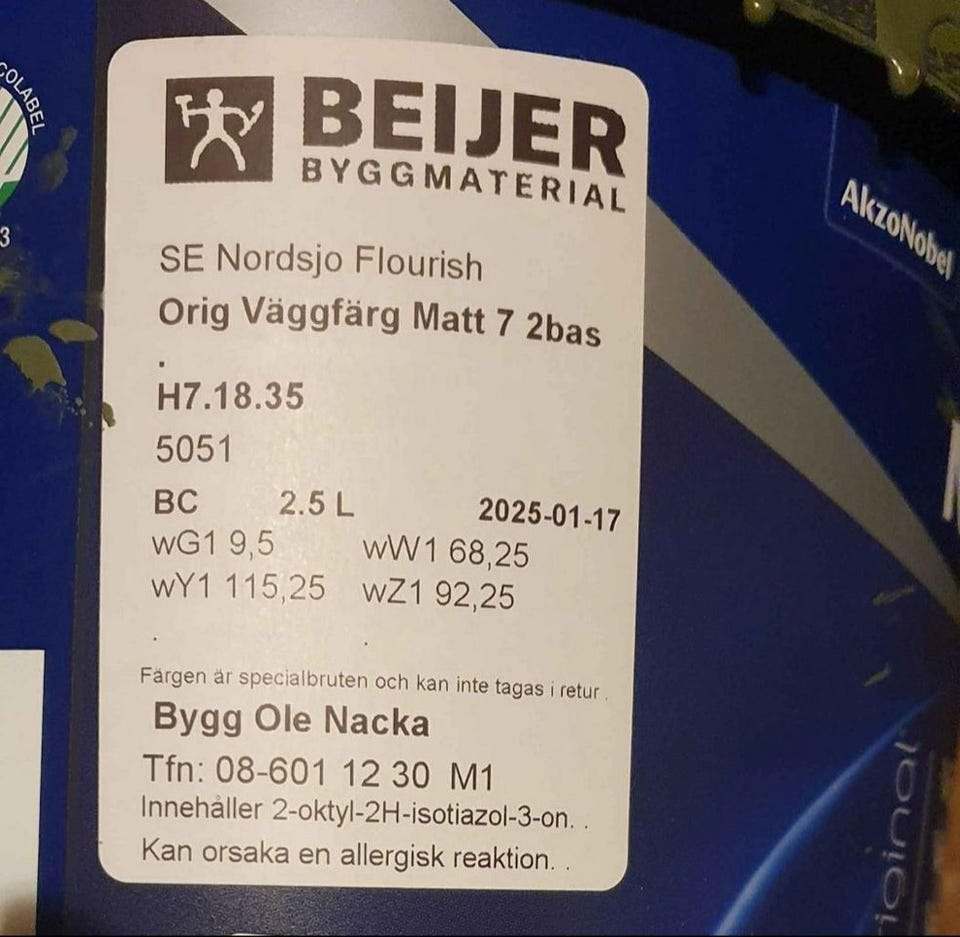 BEIJER
BYGGMATERIAL
SE Nordsjo Flourish
Orig Väggfärg Matt 7 2bas
.
H7.18.35
5051
BC 2.5 L 2025-01-17
wG1 9,5 wW1 68,25
wY1 115,25 wZ1 92,25
. .
Färgen är specialbruten och kan inte tagas i retur .
Bygg Ole Nacka
Tfn: 08-601 12 30 M1
Innehåller 2-oktyl-2H-isotiazol-3-on. .
Kan orsaka en allergisk reaktion. .
AkzoNobel